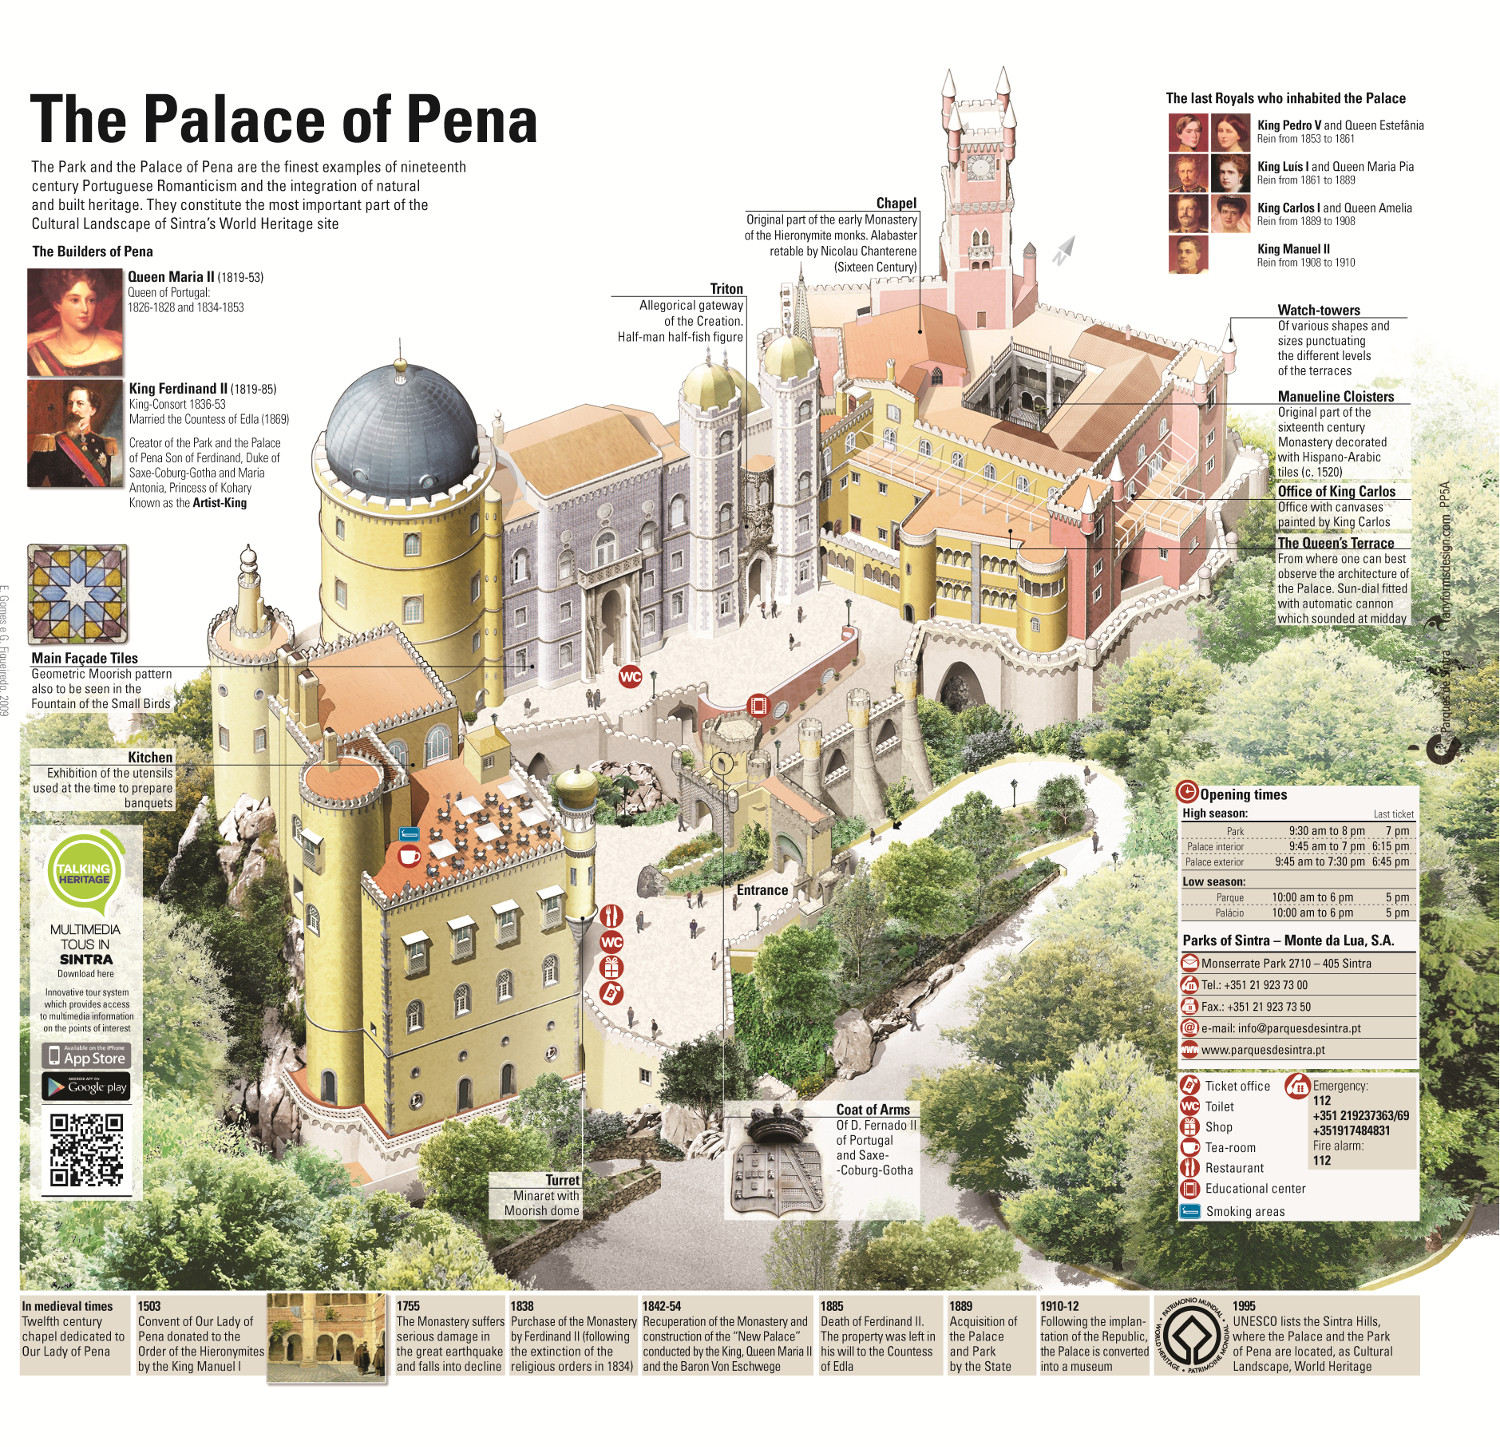 The Palace of Pena
The Park and the Palace of Pena are the finest examples of nineteenth
century Portuguese Romanticism and the integration of natural
and built heritage. They constitute the most important part of the
Cultural Landscape of Sintra's World Heritage site
The Builders of Pena
Queen Maria II (1819-53)
Queen of Portugal:
1826-1828 and 1834-1853
King Ferdinand II (1819-85)
King-Consort 1836-53
Married the Countess of Edla (1869)
Creator of the Park and the Palace
of Pena Son of Ferdinand, Duke of
Saxe-Coburg-Gotha and Maria
Antonia, Princess of Kohary
Known as the Artist-King
The last Royals who inhabited the Palace
King Pedro V and Queen Estefânia
Rein from 1853 to 1861
King Luís I and Queen Maria Pia
Rein from 1861 to 1889
King Carlos I and Queen Amelia
Rein from 1889 to 1908
King Manuel II
Rein from 1908 to 1910
Chapel
Original part of the early Monastery
of the Hieronymite monks. Alabaster
retable by Nicolau Chanterene
(Sixteen Century)
N
Triton
Allegorical gateway
of the Creation.
Half-man half-fish figure
Watch-towers
Of various shapes and
sizes punctuating
the different levels
of the terraces
Manueline Cloisters
Original part of the
sixteenth century
Monastery decorated
with Hispano-Arabic
tiles (c. 1520)
Office of King Carlos
Office with canvases
painted by King Carlos
The Queen's Terrace
From where one can best
observe the architecture of
the Palace. Sun-dial fitted
with automatic cannon
which sounded at midday
Main Façade Tiles
Geometric Moorish pattern
also to be seen in the
Fountain of the Small Birds
Kitchen
Exhibition of the utensils
used at the time to prepare
banquets
WC
Entrance
WC
TALKING
HERITAGE
MULTIMEDIA
TOUS IN
SINTRA
Download here
Innovative tour system
which provides access
to multimedia information
on the points of interest
Available on the iPhone
App Store
ANDROID APP ON
Google play
Turret
Minaret with
Moorish dome
Coat of Arms
Of D. Fernado II
of Portugal
and Saxe-
-Coburg-Gotha
Opening times
High season: Last ticket
Park 9:30 am to 8 pm 7 pm
Palace interior 9:45 am to 7 pm 6:15 pm
Palace exterior 9:45 am to 7:30 pm 6:45 pm
Low season:
Parque 10:00 am to 6 pm 5 pm
Palácio 10:00 am to 6 pm 5 pm
Parks of Sintra – Monte da Lua, S.A.
Monserrate Park 2710 – 405 Sintra
Tel.: +351 21 923 73 00
Fax.: +351 21 923 73 50
@ e-mail: info@parquesdesintra.pt
www www.parquesdesintra.pt
Ticket office
WC Toilet
Shop
Tea-room
Restaurant
Educational center
Smoking areas
Emergency:
112
+351 219237363/69
+351917484831
Fire alarm:
112
E. Gomes e G. Figueiredo, 2009
anyformsdesign.com PP5A
Parques de Sintra
In medieval times
Twelfth century
chapel dedicated to
Our Lady of Pena
1503
Convent of Our Lady of
Pena donated to the
Order of the Hieronymites
by the King Manuel I
1755
The Monastery suffers
serious damage in
the great earthquake
and falls into decline
1838
Purchase of the Monastery
by Ferdinand II (following
the extinction of the
religious orders in 1834)
1842-54
Recuperation of the Monastery and
construction of the "New Palace"
conducted by the King, Queen Maria II
and the Baron Von Eschwege
1885
Death of Ferdinand II.
The property was left in
his will to the Countess
of Edla
1889
Acquisition of
the Palace
and Park
by the State
1910-12
Following the implan-
tation of the Republic,
the Palace is converted
into a museum
PATRIMONIO MUNDIAL
WORLD HERITAGE
PATRIMOINE MONDIAL
1995
UNESCO lists the Sintra Hills,
where the Palace and the Park
of Pena are located, as Cultural
Landscape, World Heritage